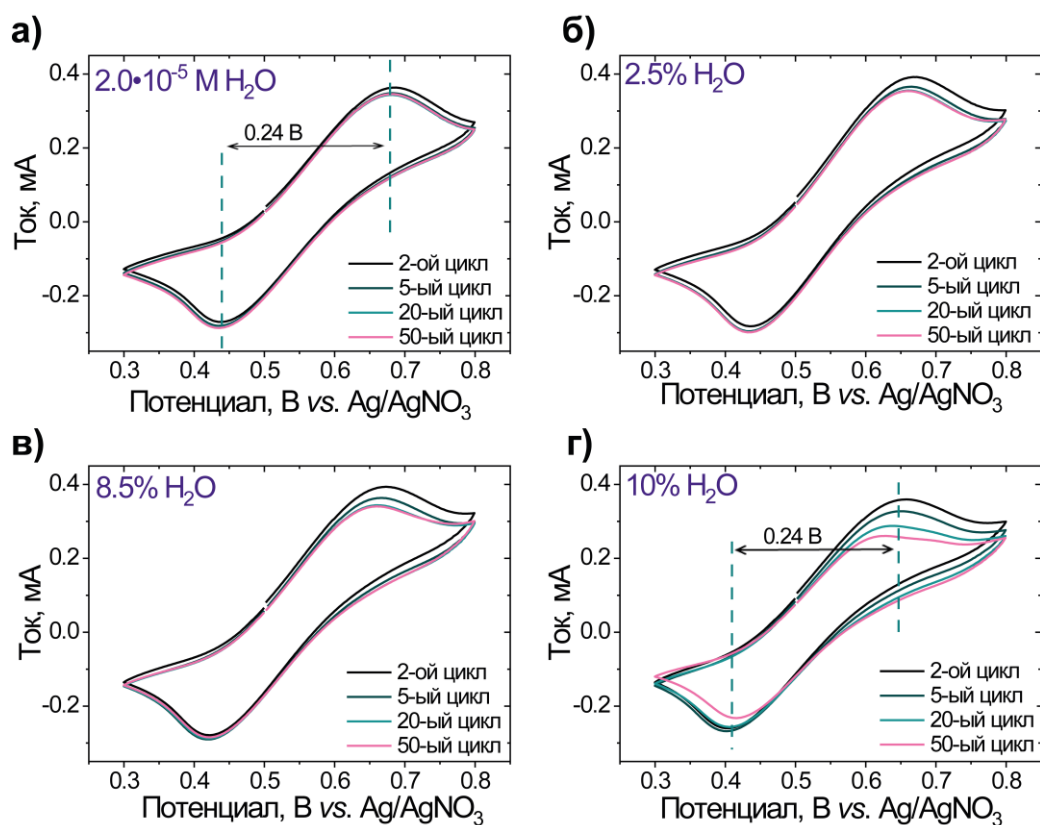 а)
2.0•10⁻⁵ M H₂O
0.24 В
0.4
0.2
0.0
-0.2
Ток, мА
2-ой цикл
5-ый цикл
20-ый цикл
50-ый цикл
0.3 0.4 0.5 0.6 0.7 0.8
Потенциал, В vs. Ag/AgNO₃
б)
2.5% H₂O
0.4
0.2
0.0
-0.2
Ток, мА
2-ой цикл
5-ый цикл
20-ый цикл
50-ый цикл
0.3 0.4 0.5 0.6 0.7 0.8
Потенциал, В vs. Ag/AgNO₃
в)
8.5% H₂O
0.4
0.2
0.0
-0.2
Ток, мА
2-ой цикл
5-ый цикл
20-ый цикл
50-ый цикл
0.3 0.4 0.5 0.6 0.7 0.8
Потенциал, В vs. Ag/AgNO₃
г)
10% H₂O
0.24 В
0.4
0.2
0.0
-0.2
Ток, мА
2-ой цикл
5-ый цикл
20-ый цикл
50-ый цикл
0.3 0.4 0.5 0.6 0.7 0.8
Потенциал, В vs. Ag/AgNO₃